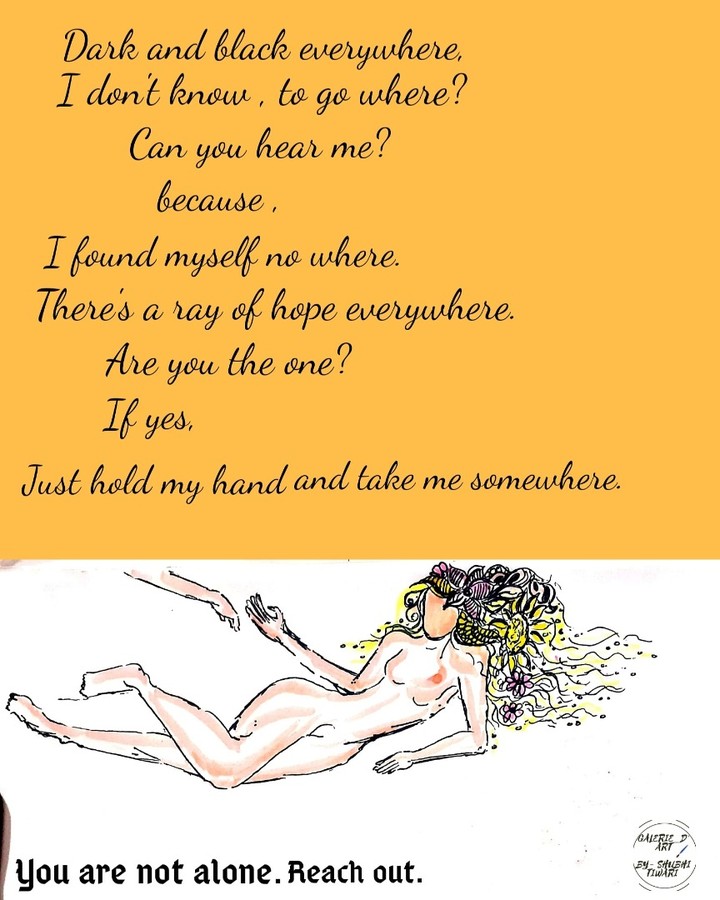 Dark and black everywhere,
I don't know , to go where?
Can you hear me?
because ,
I found myself no where.
There's a ray of hope everywhere.
Are you the one?
If yes,
Just hold my hand and take me somewhere.
You are not alone. Reach out.
GALERIE D'
ART
BY- SHUBHI
TIWARI